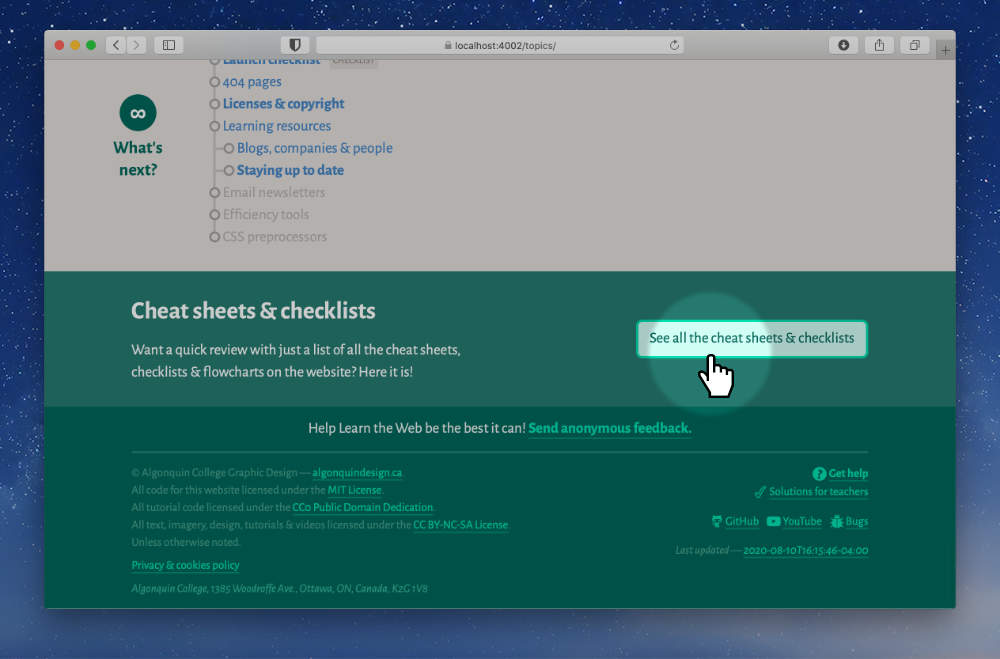 localhost:4002/topics/
Launch checklist CHECKLIST
404 pages
Licenses & copyright
Learning resources
Blogs, companies & people
Staying up to date
Email newsletters
Efficiency tools
CSS preprocessors
What's
next?
Cheat sheets & checklists
Want a quick review with just a list of all the cheat sheets,
checklists & flowcharts on the website? Here it is!
See all the cheat sheets & checklists
Help Learn the Web be the best it can! Send anonymous feedback.
© Algonquin College Graphic Design — algonquindesign.ca
All code for this website licensed under the MIT License.
All tutorial code licensed under the CC0 Public Domain Dedication.
All text, imagery, design, tutorials & videos licensed under the CC BY-NC-SA License.
Unless otherwise noted.
Privacy & cookies policy
Algonquin College, 1385 Woodroffe Ave., Ottawa, ON, Canada, K2G 1V8
Get help
Solutions for teachers
GitHub YouTube Bugs
Last updated — 2020-08-10T16:15:46-04:00